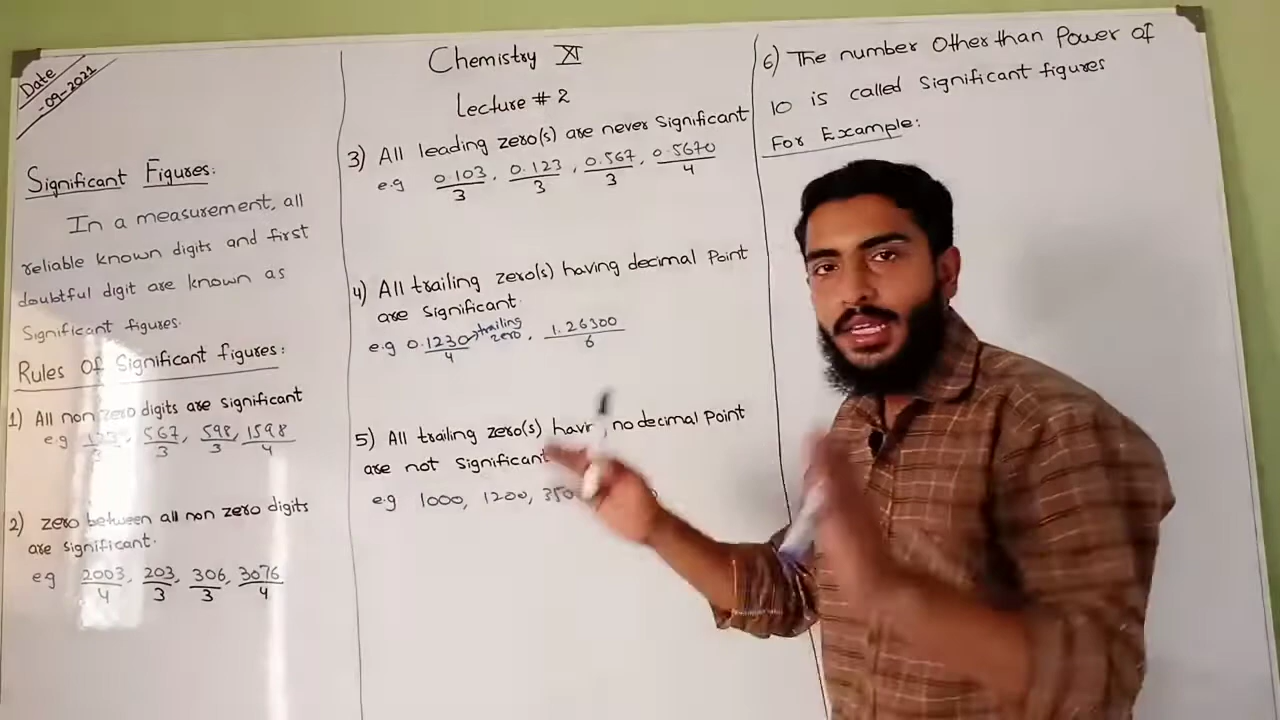 Date
-09-2021
Significant Figures:
In a measurement, all
reliable known digits and first
doubtful digit are known as
Significant figures.
Rules of Significant figures:
1) All non zero digits are significant
e.g 123, 567, 598, 1598
3 3 3 4
2) zero between all non zero digits
are significant.
eg 2003, 203, 306, 3076
4 3 3 4
Chemistry XI
Lecture # 2
3) All leading zero(s) are never significant
e.g 0.103, 0.123, 0.567, 0.5670
3 3 3 4
4) All trailing zero(s) having decimal Point
are significant.
e.g 0.1230 trailing zero, 1.26300
4 6
5) All trailing zero(s) no decimal Point
are not significant
e.g 1000, 1200,
6) The number Other than Power of
10 is called Significant figures
For Example: